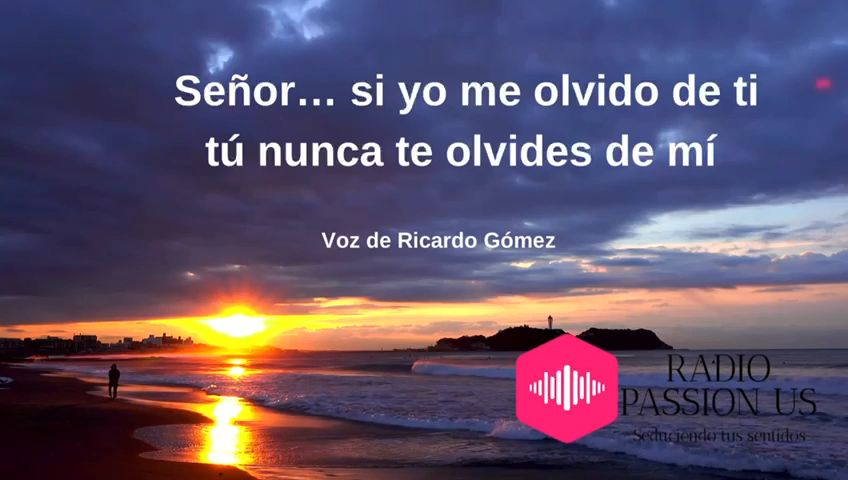 Señor... si yo me olvido de ti
tú nunca te olvides de mí
Voz de Ricardo Gómez
RADIO
PASSION US
Seduciendo tus sentidos